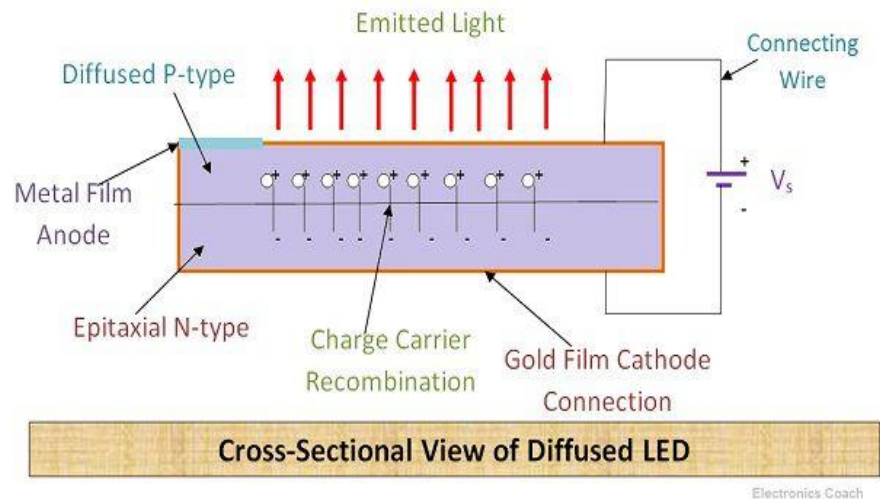 Emitted Light
Connecting
Wire
Diffused P-type
Metal Film
Anode
+ + + + + + + + +
- - - - - - - - -
+
Vs
-
Epitaxial N-type
Charge Carrier
Recombination
Gold Film Cathode
Connection
Cross-Sectional View of Diffused LED
Electronics Coach